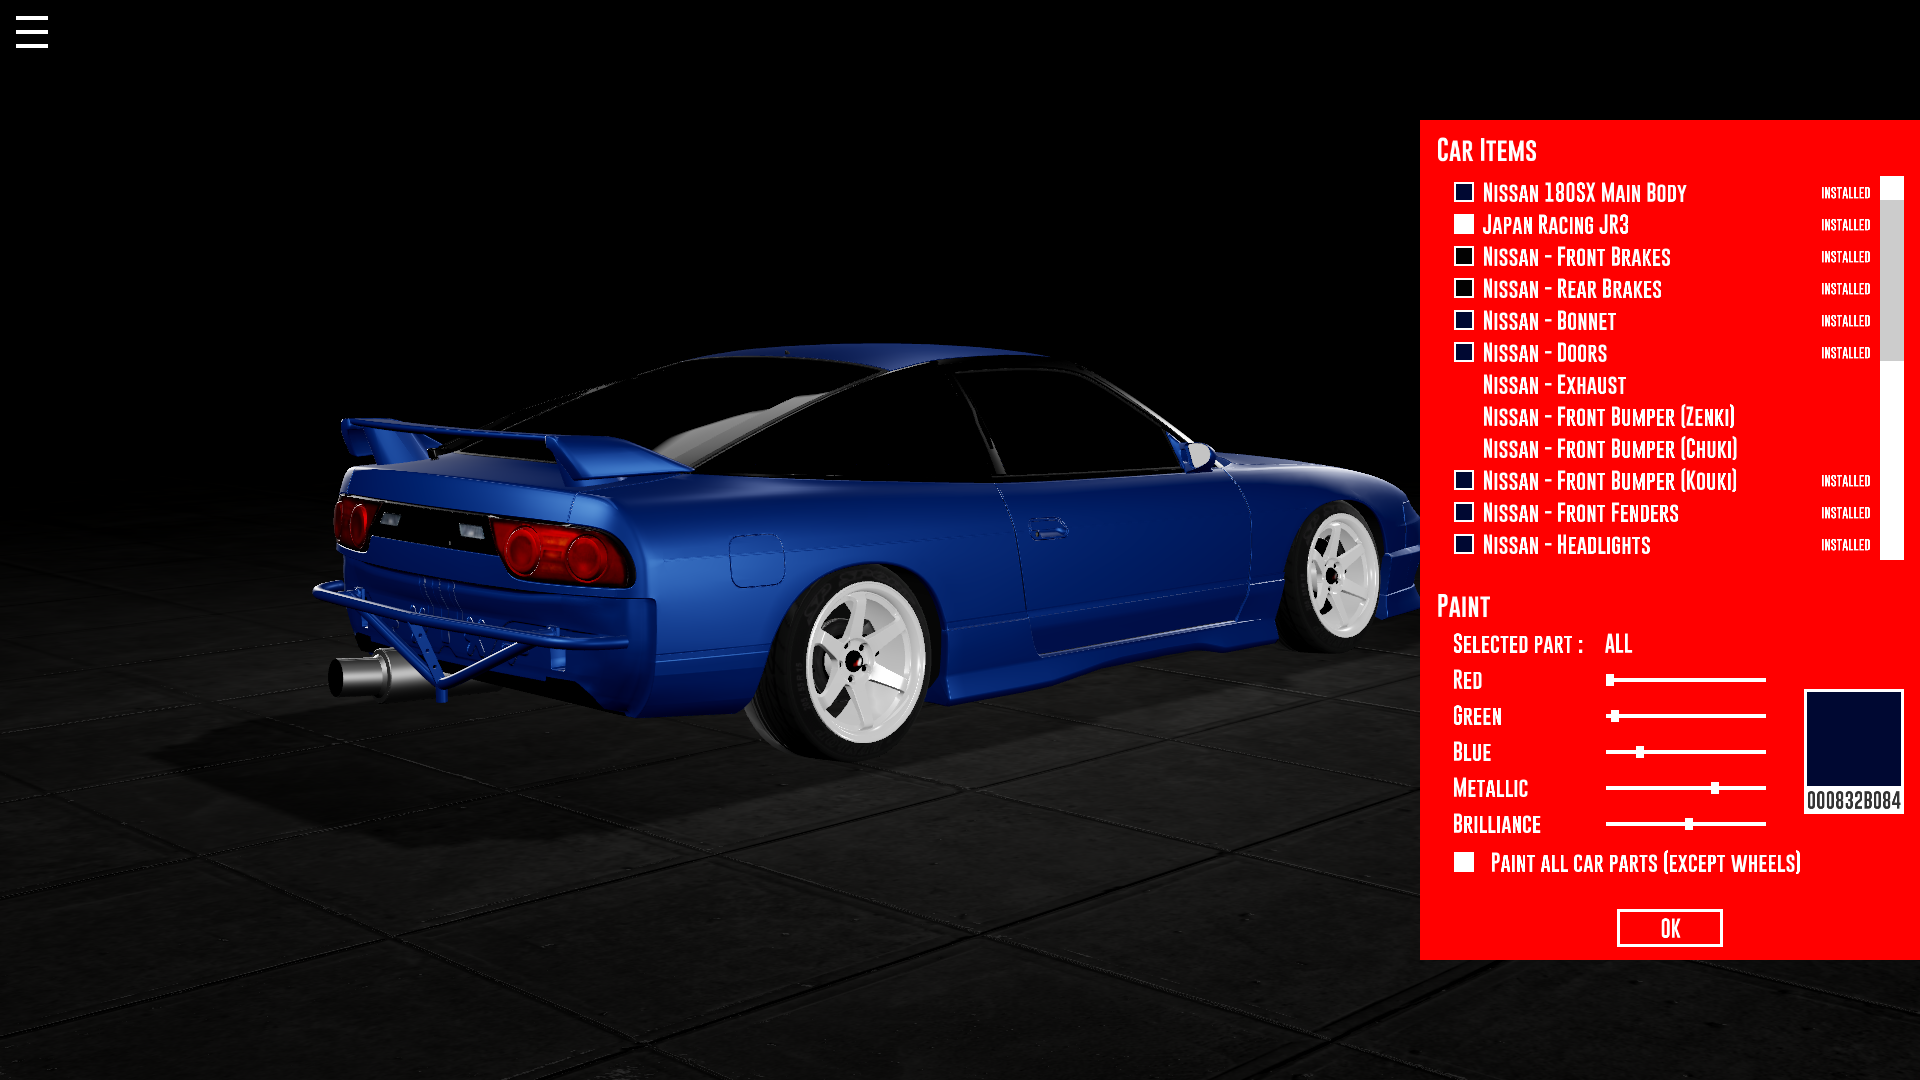 Car Items
Nissan 180SX Main Body INSTALLED
Japan Racing JR3 INSTALLED
Nissan - Front Brakes INSTALLED
Nissan - Rear Brakes INSTALLED
Nissan - Bonnet INSTALLED
Nissan - Doors INSTALLED
Nissan - Exhaust
Nissan - Front Bumper (Zenki)
Nissan - Front Bumper (Chuki)
Nissan - Front Bumper (Kouki) INSTALLED
Nissan - Front Fenders INSTALLED
Nissan - Headlights INSTALLED
Paint
Selected part : ALL
Red
Green
Blue
Metallic
Brilliance
000832B084
Paint all car parts (except wheels)
OK